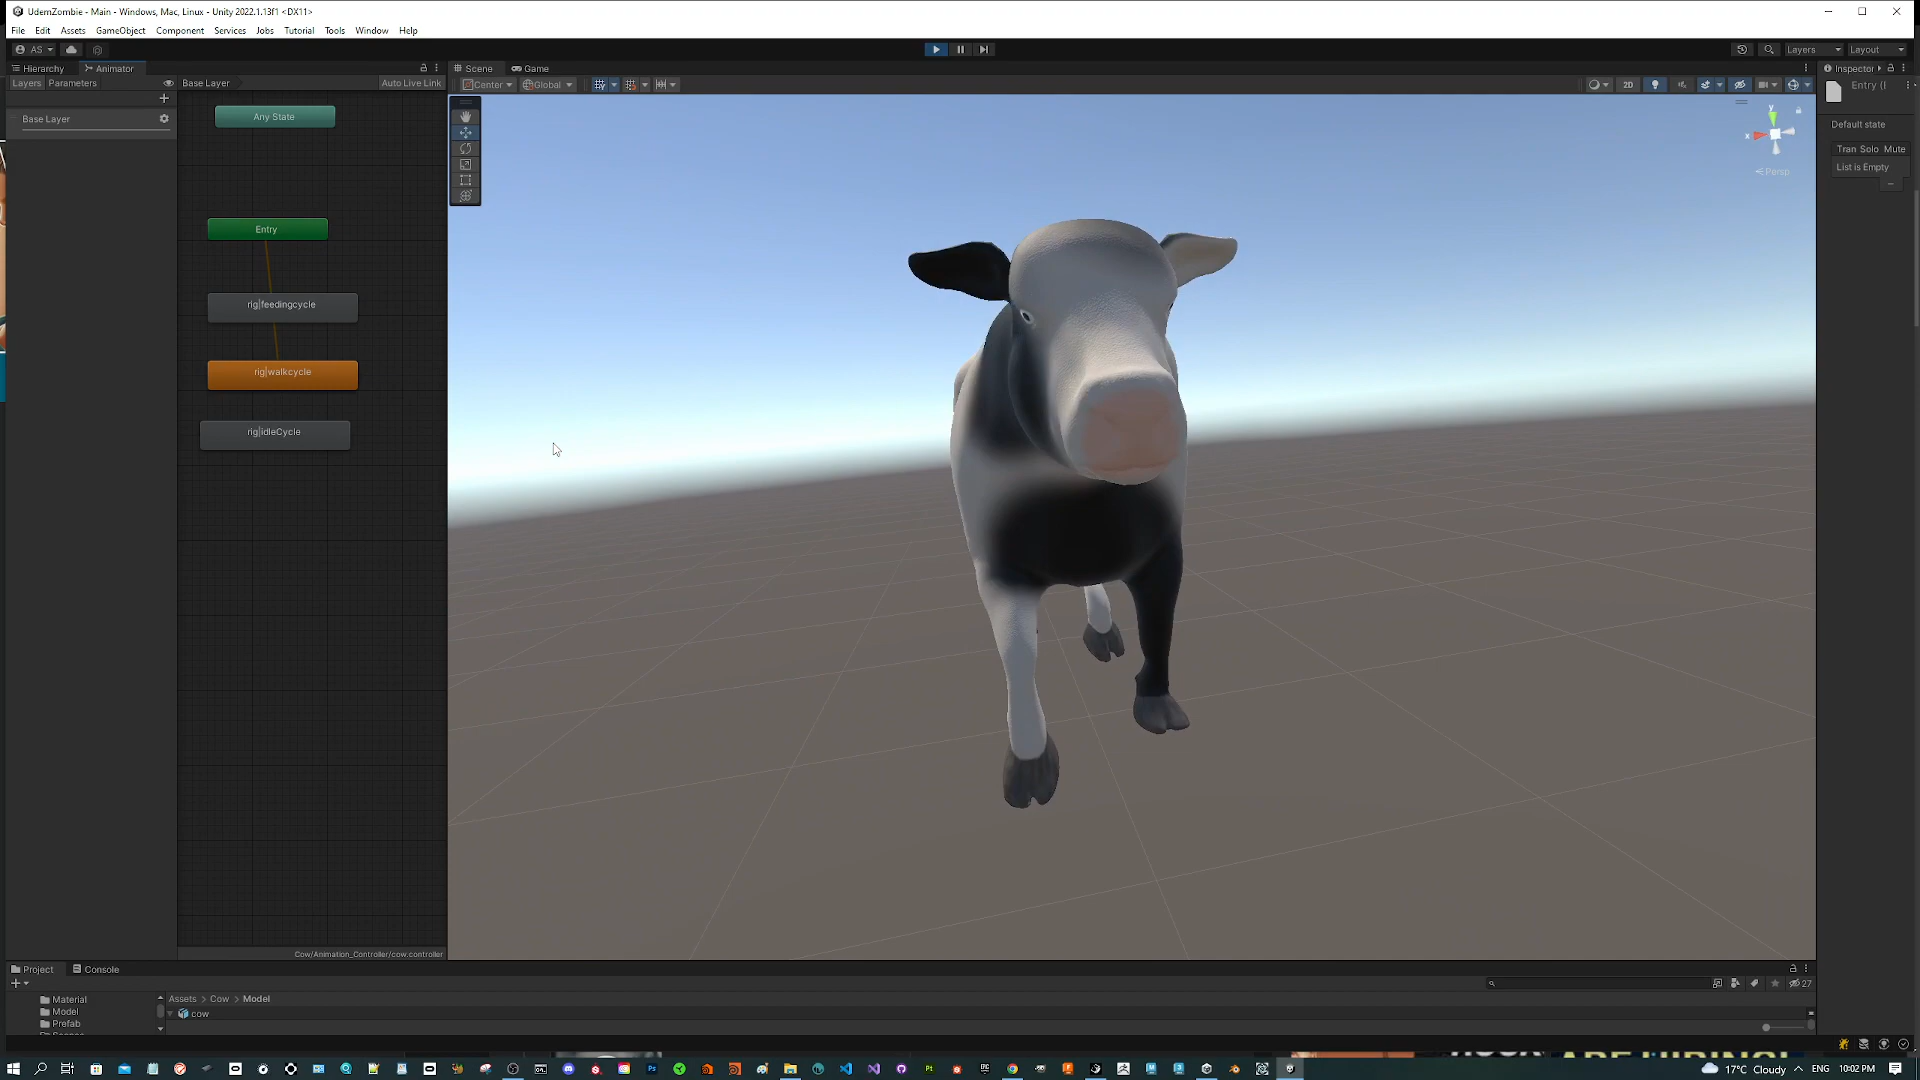 UdemZombie - Main - Windows, Mac, Linux - Unity 2022.1.13f1 <DX11>
File Edit Assets GameObject Component Services Jobs Tutorial Tools Window Help
AS
Layers Layout
Hierarchy Animator
Scene Game
Inspector
Layers Parameters
Base Layer Auto Live Link
Center Global
2D
Entry (
Base Layer
Any State
Default state
Tran Solo Mute
List is Empty
y
x
Persp
Entry
rig|feedingcycle
rig|walkcycle
rig|idleCycle
Cow/Animation_Controller/cow.controller
Project Console
27
Material
Model
Prefab
Assets > Cow > Model
cow
17°C Cloudy ENG 10:02 PM